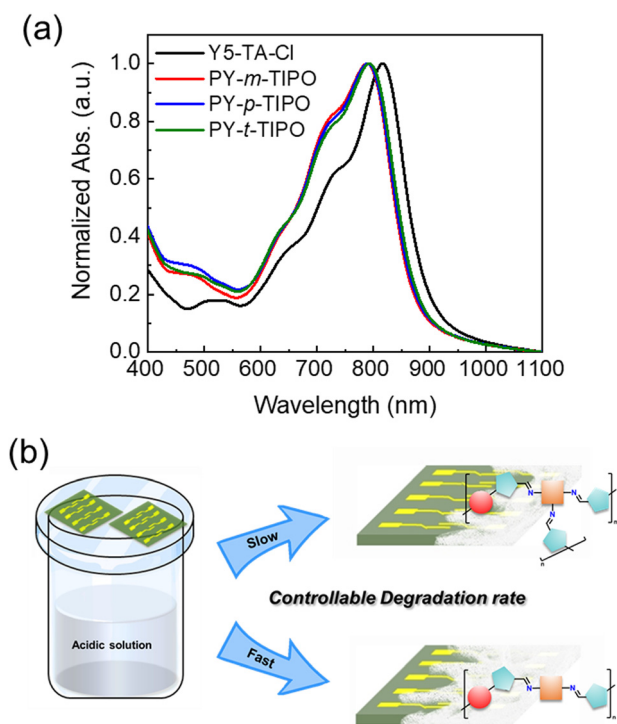 (a)
Y5-TA-Cl
PY-m-TIPO
PY-p-TIPO
PY-t-TIPO
Normalized Abs. (a.u.)
1.0
0.8
0.6
0.4
0.2
0.0
400 500 600 700 800 900 1000 1100
Wavelength (nm)
(b)
Acidic solution
Slow
Controllable Degradation rate
Fast
N
N
N
n
n
N
N
n